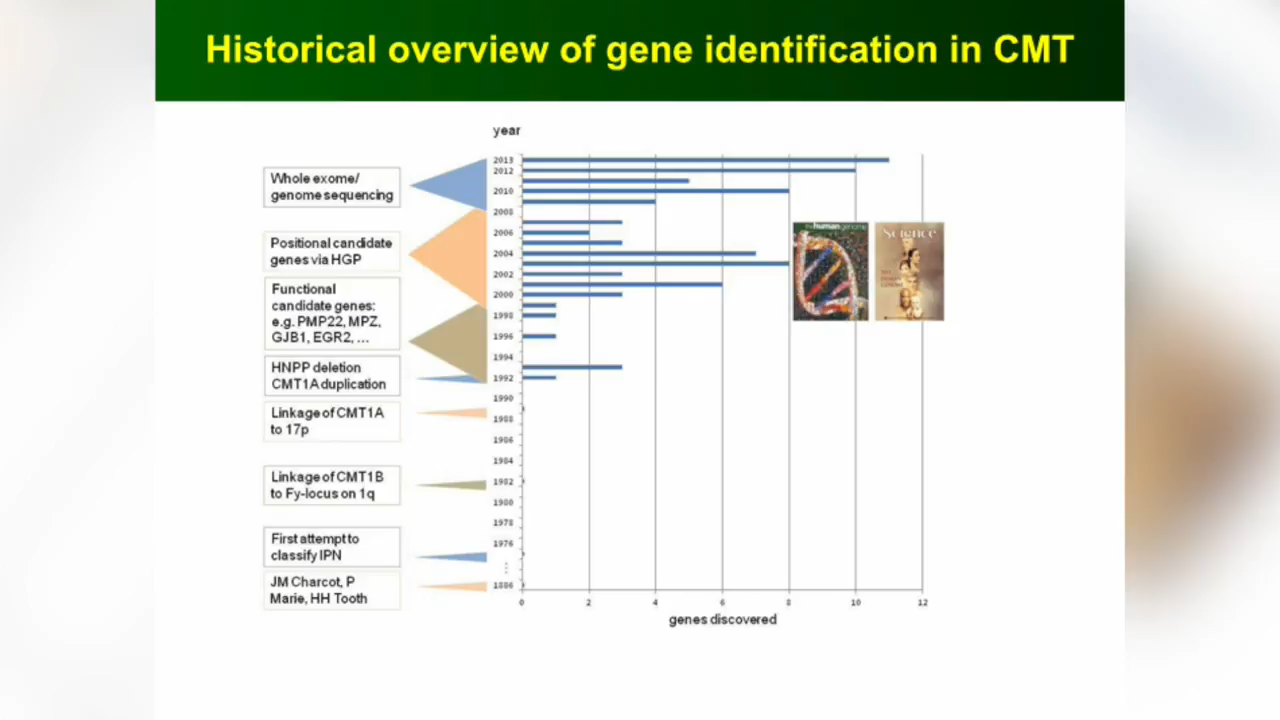 Historical overview of gene identification in CMT
year
Whole exome/
genome sequencing
Positional candidate
genes via HGP
Functional
candidate genes:
e.g. PMP22, MPZ,
GJB1, EGR2, ...
HNPP deletion
CMT1A duplication
Linkage of CMT1A
to 17p
Linkage of CMT1B
to Fy-locus on 1q
First attempt to
classify IPN
JM Charcot, P
Marie, HH Tooth
2013
2012
2010
2008
2006
2004
2002
2000
1998
1996
1994
1992
1990
1988
1986
1984
1982
1980
1978
1976
⋮
1886
human genome
Science
0 2 4 6 8 10 12
genes discovered